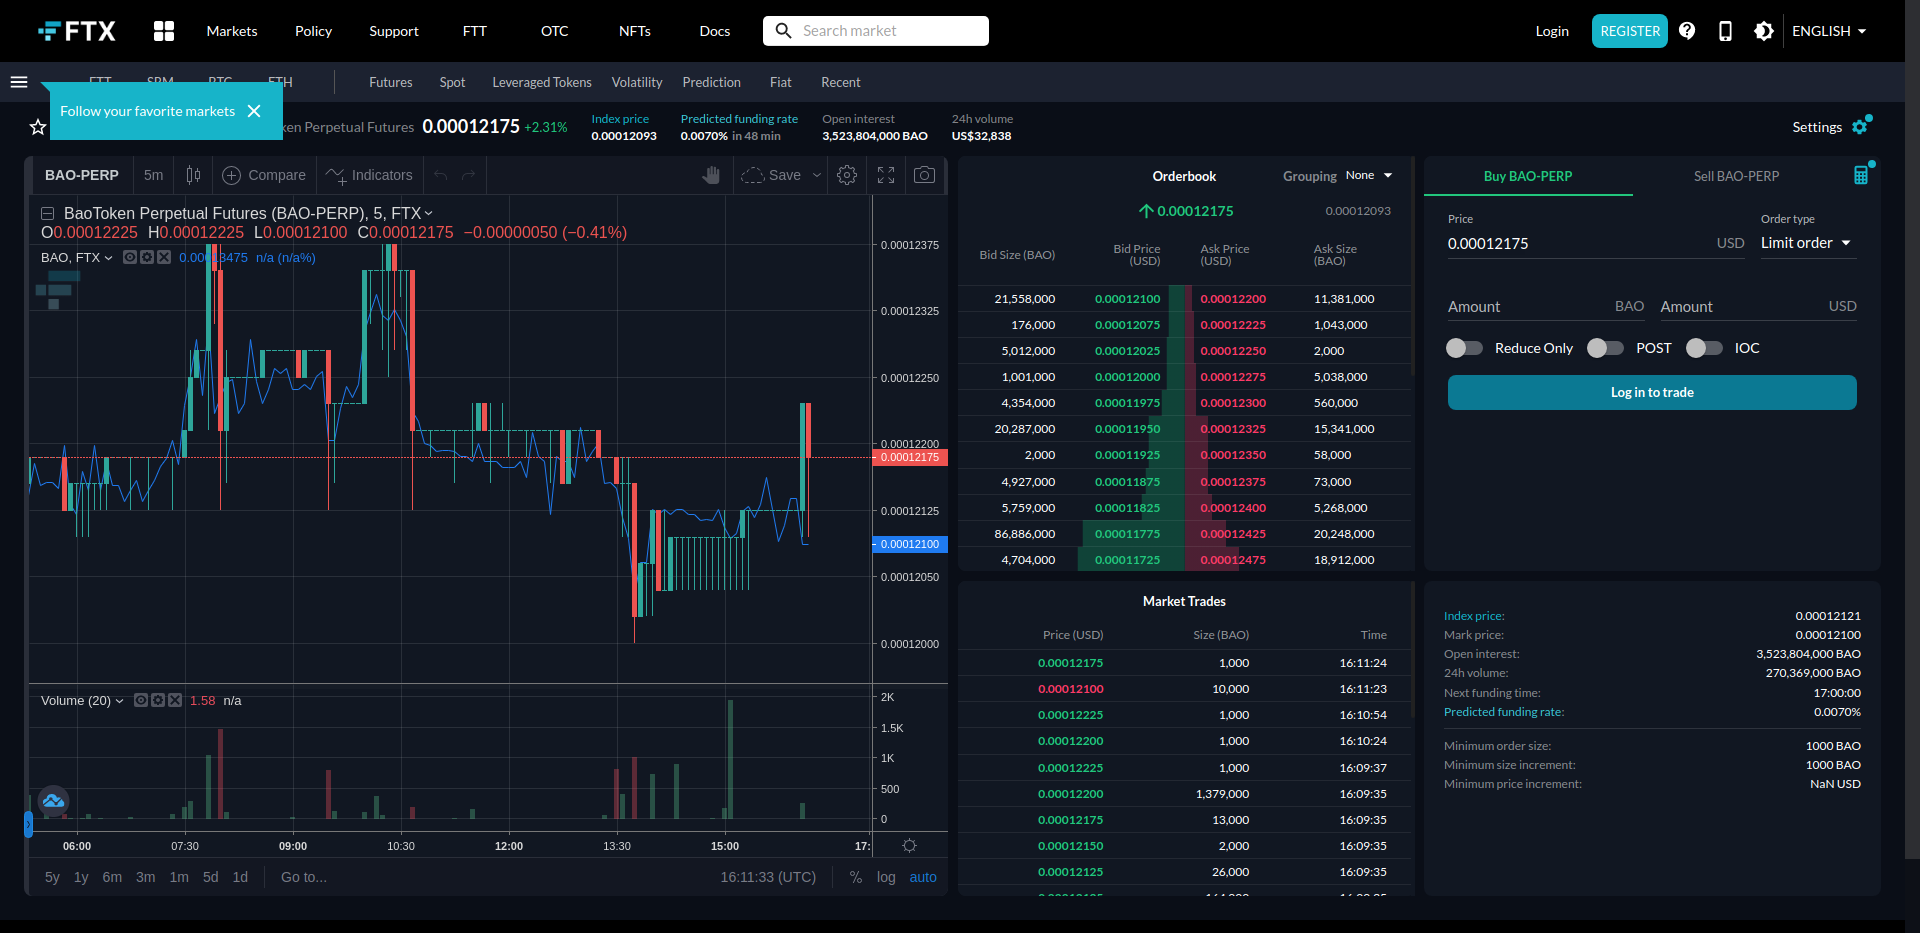 FTX Markets Policy Support FTT OTC NFTs Docs Search market Login REGISTER ENGLISH
FTT SRM BTC ETH Futures Spot Leveraged Tokens Volatility Prediction Fiat Recent
Follow your favorite markets
Perpetual Futures 0.00012175 +2.31%
Index price
0.00012093
Predicted funding rate
0.0070% in 48 min
Open interest
3,523,804,000 BAO
24h volume
US$32,838
Settings
BAO-PERP 5m Compare Indicators Save
BaoToken Perpetual Futures (BAO-PERP), 5, FTX
O0.00012225 H0.00012225 L0.00012100 C0.00012175 −0.00000050 (−0.41%)
BAO, FTX 0.00013475 n/a (n/a%)
0.00012375
0.00012325
0.00012250
0.00012200
0.00012175
0.00012125
0.00012100
0.00012050
0.00012000
Volume (20) 1.58 n/a
2K
1.5K
1K
500
0
06:00 07:30 09:00 10:30 12:00 13:30 15:00 17:
5y 1y 6m 3m 1m 5d 1d Go to... 16:11:33 (UTC) % log auto
Orderbook Grouping None
0.00012175 0.00012093
Bid Size (BAO) Bid Price (USD) Ask Price (USD) Ask Size (BAO)
21,558,000 0.00012100 0.00012200 11,381,000
176,000 0.00012075 0.00012225 1,043,000
5,012,000 0.00012025 0.00012250 2,000
1,001,000 0.00012000 0.00012275 5,038,000
4,354,000 0.00011975 0.00012300 560,000
20,287,000 0.00011950 0.00012325 15,341,000
2,000 0.00011925 0.00012350 58,000
4,927,000 0.00011875 0.00012375 73,000
5,759,000 0.00011825 0.00012400 5,268,000
86,886,000 0.00011775 0.00012425 20,248,000
4,704,000 0.00011725 0.00012475 18,912,000
Market Trades
Price (USD) Size (BAO) Time
0.00012175 1,000 16:11:24
0.00012100 10,000 16:11:23
0.00012225 1,000 16:10:54
0.00012200 1,000 16:10:24
0.00012225 1,000 16:09:37
0.00012200 1,379,000 16:09:35
0.00012175 13,000 16:09:35
0.00012150 2,000 16:09:35
0.00012125 26,000 16:09:35
Buy BAO-PERP Sell BAO-PERP
Price Order type
0.00012175 USD Limit order
Amount BAO Amount USD
Reduce Only POST IOC
Log in to trade
Index price: 0.00012121
Mark price: 0.00012100
Open interest: 3,523,804,000 BAO
24h volume: 270,369,000 BAO
Next funding time: 17:00:00
Predicted funding rate: 0.0070%
Minimum order size: 1000 BAO
Minimum size increment: 1000 BAO
Minimum price increment: NaN USD